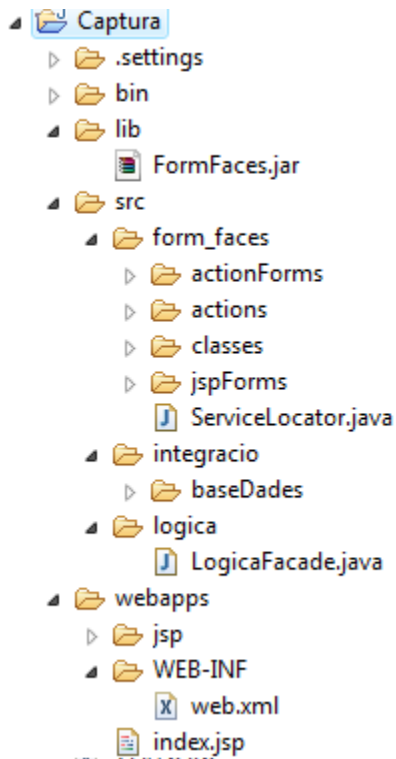 Captura
.settings
bin
lib
FormFaces.jar
src
form_faces
actionForms
actions
classes
jspForms
ServiceLocator.java
integracio
baseDades
logica
LogicaFacade.java
webapps
jsp
WEB-INF
web.xml
index.jsp